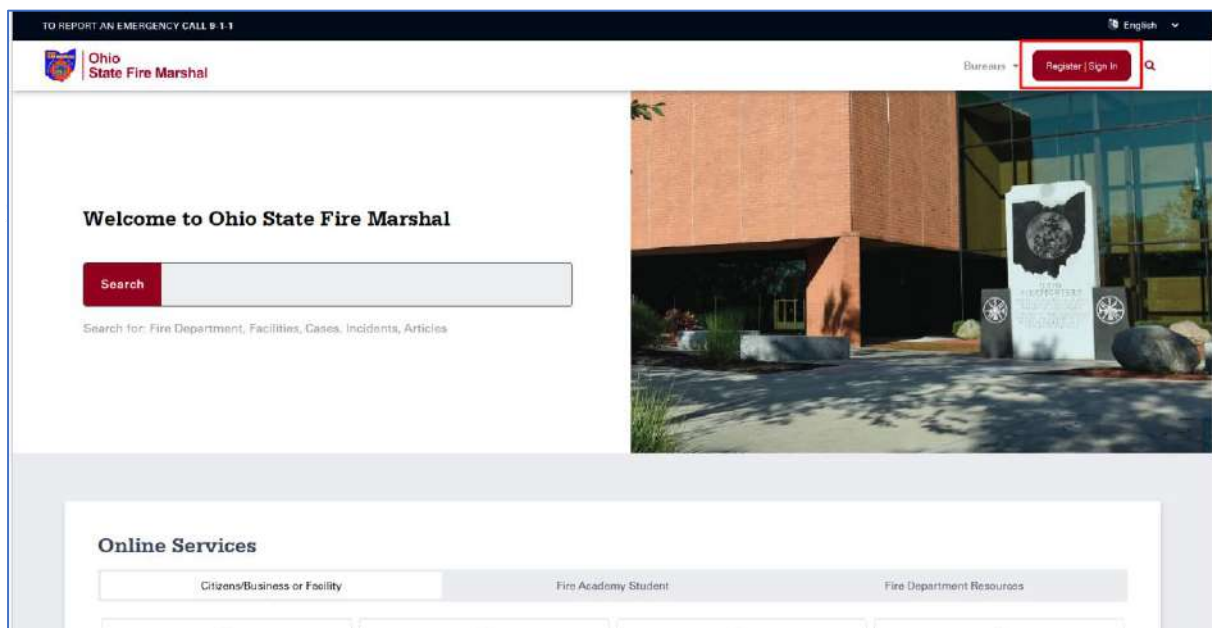 TO REPORT AN EMERGENCY CALL 9-1-1
English
Ohio
State Fire Marshal
Bureaus
Register | Sign In
Welcome to Ohio State Fire Marshal
Search
Search for: Fire Department, Facilities, Cases, Incidents, Articles
Online Services
Citizens/Business or Facility
Fire Academy Student
Fire Department Resources